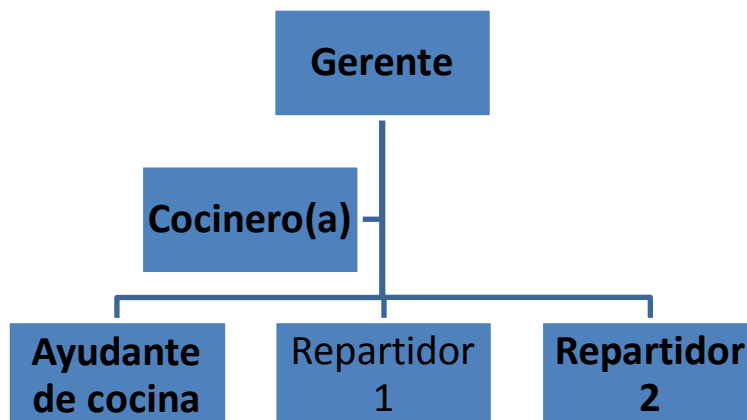 Gerente
Cocinero(a)
Ayudante
de cocina
Repartidor
1
Repartidor
2